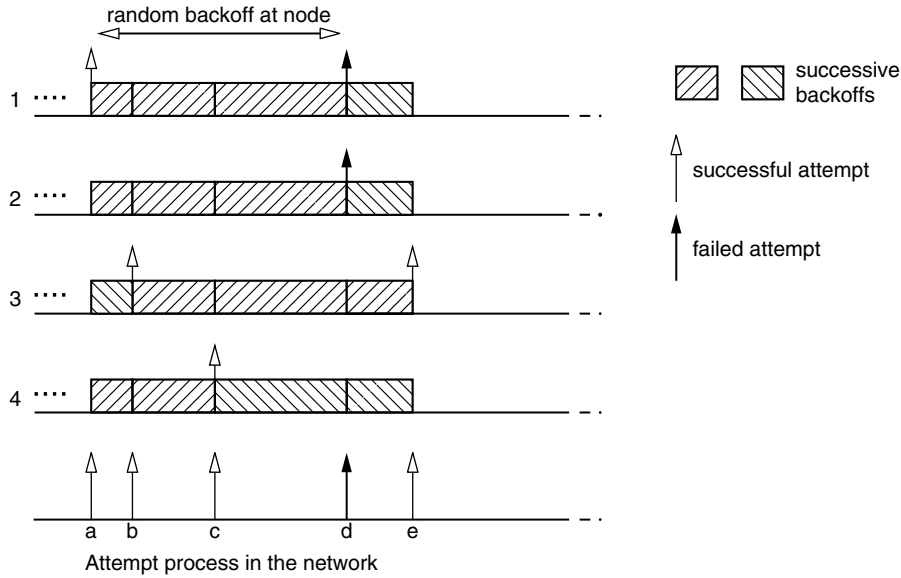 random backoff at node
successive
backoffs
1 ....
successful attempt
2 ....
failed attempt
3 ....
4 ....
a b c d e
Attempt process in the network